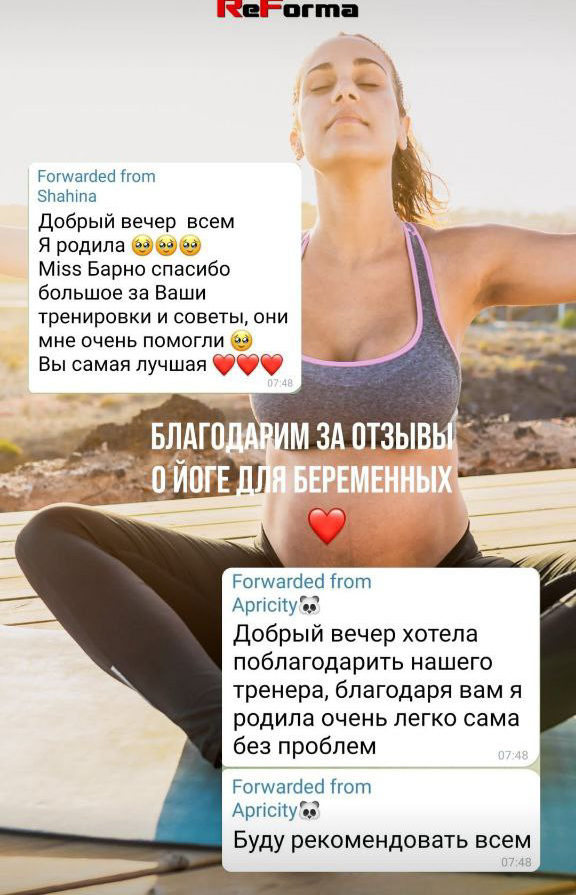 ReForma
Forwarded from
Shahina
Добрый вечер всем
Я родила 🥹🥹🥹
Miss Барно спасибо
большое за Ваши
тренировки и советы, они
мне очень помогли 🥹
Вы самая лучшая ❤️❤️❤️
07:48
БЛАГОДАРИМ ЗА ОТЗЫВЫ
О ЙОГЕ ДЛЯ БЕРЕМЕННЫХ
❤️
Forwarded from
Apricity🐼
Добрый вечер хотела
поблагодарить нашего
тренера, благодаря вам я
родила очень легко сама
без проблем
07:48
Forwarded from
Apricity🐼
Буду рекомендовать всем
07:48